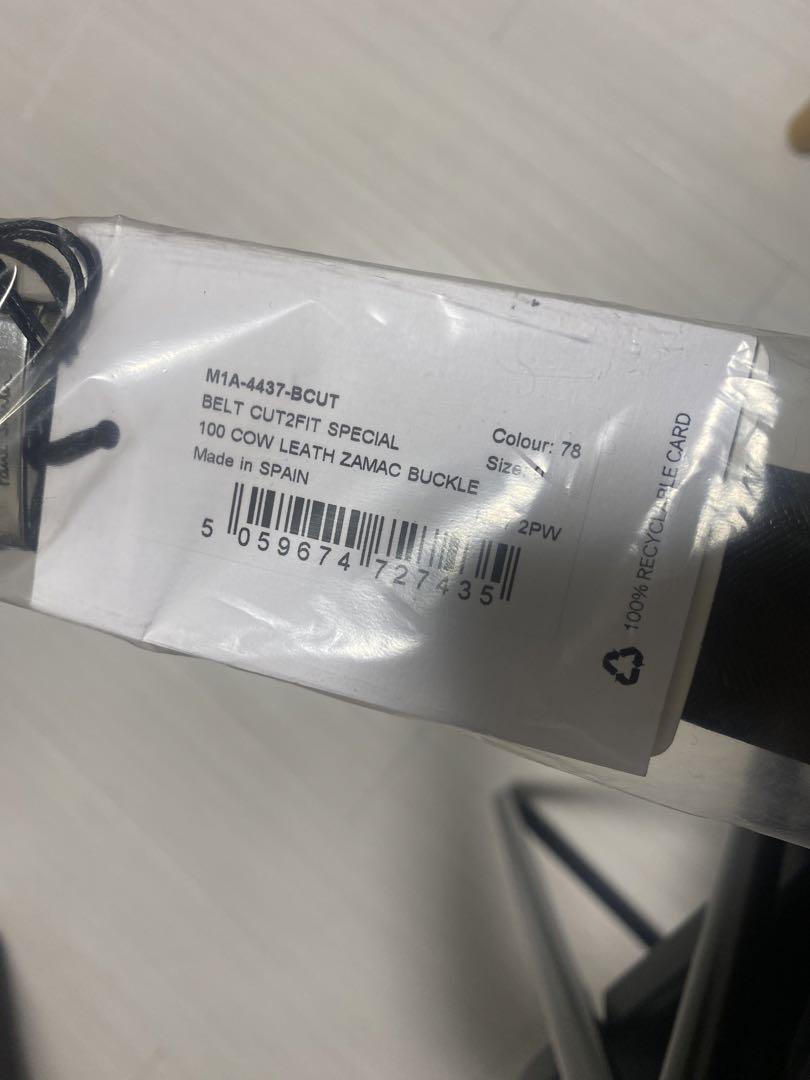 M1A-4437-BCUT
BELT CUT2FIT SPECIAL
100 COW LEATH ZAMAC BUCKLE
Made in SPAIN
Colour: 78
Size:
2PW
5 059674 727435
100% RECYCLABLE CARD